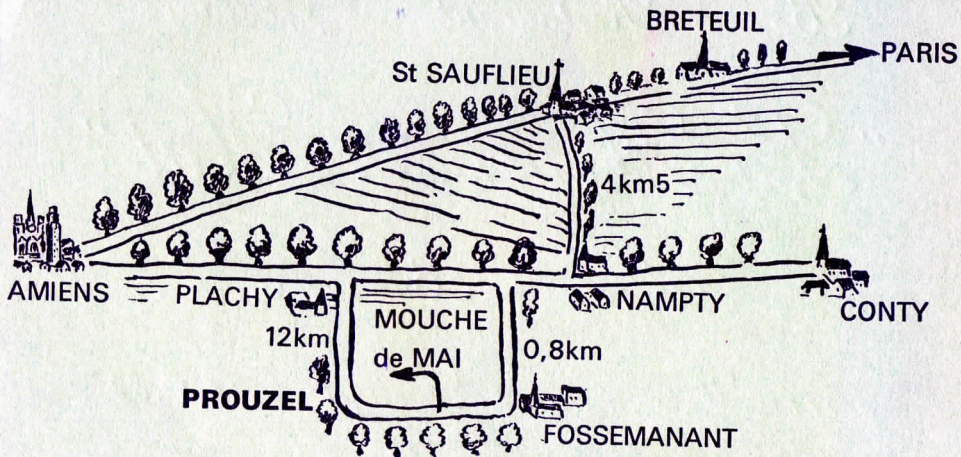 BRETEUIL
PARIS
St SAUFLIEU
4km5
AMIENS
PLACHY
NAMPTY
CONTY
MOUCHE
de MAI
12km
0,8km
PROUZEL
FOSSEMANANT